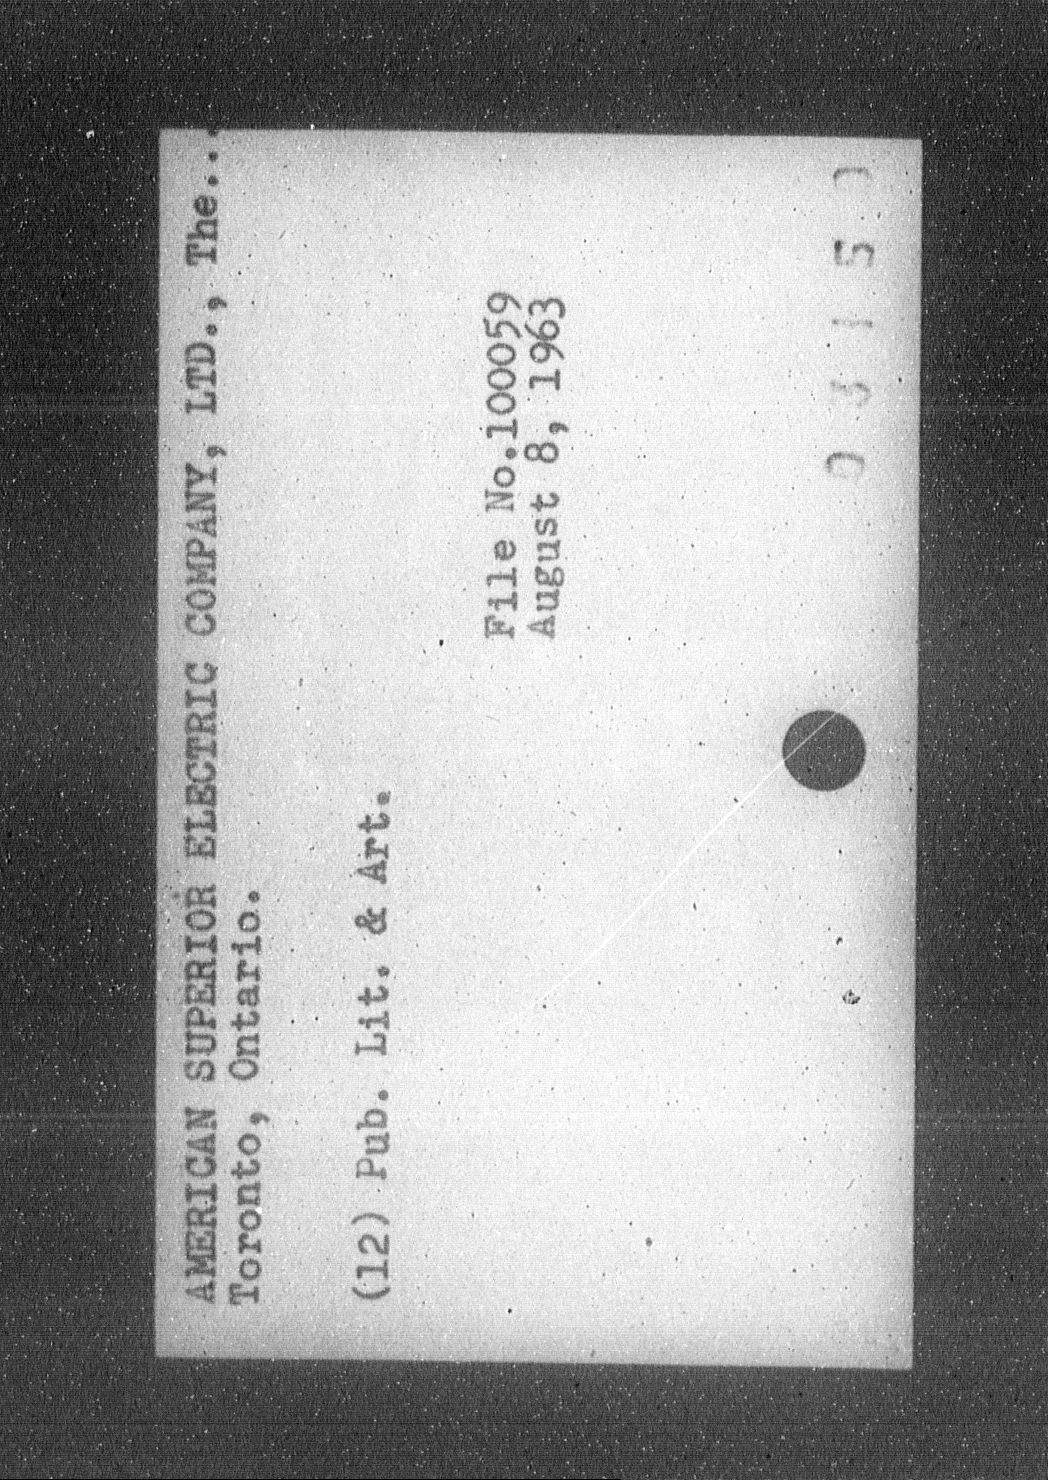 AMERICAN SUPERIOR ELECTRIC COMPANY, LTD., The...
Toronto, Ontario.
(12) Pub. Lit. & Art.
File No.100059
August 8, 1963